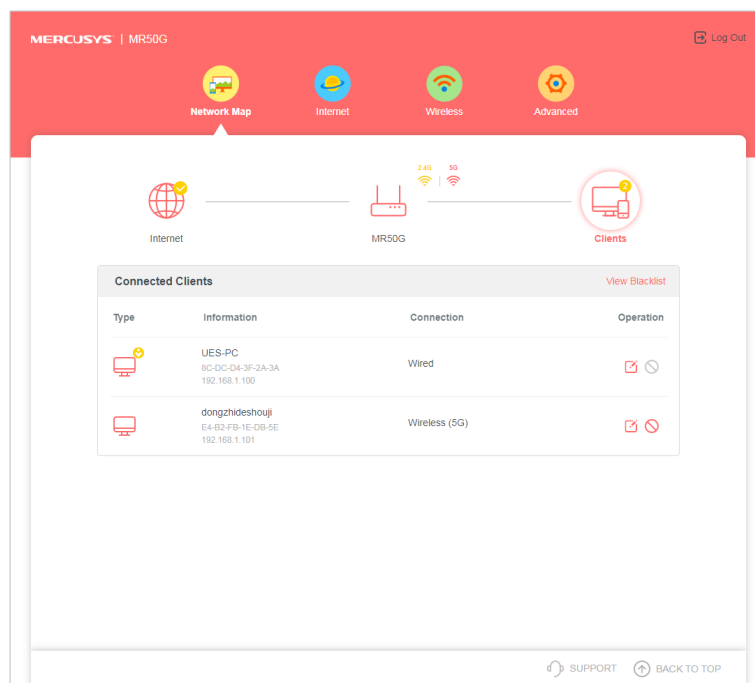 MERCUSYS | MR50G
Log Out
Network Map
Internet
Wireless
Advanced
2.4G
5G
Internet
MR50G
2
Clients
Connected Clients
View Blacklist
Type
Information
Connection
Operation
UES-PC
8C-DC-D4-3F-2A-3A
192.168.1.100
Wired
dongzhideshouji
E4-B2-FB-1E-DB-5E
192.168.1.101
Wireless (5G)
SUPPORT
BACK TO TOP